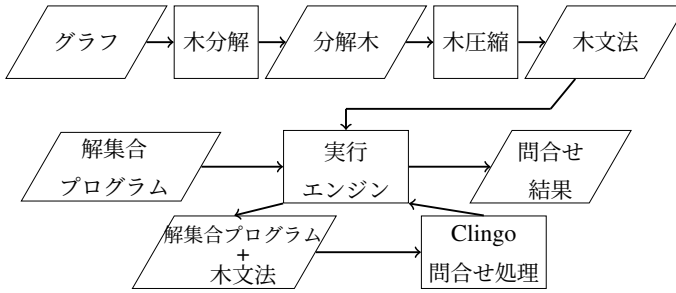 グラフ
木分解
分解木
木圧縮
木文法
解集合
プログラム
実行
エンジン
問合せ
結果
解集合プログラム
+
木文法
Clingo
問合せ処理